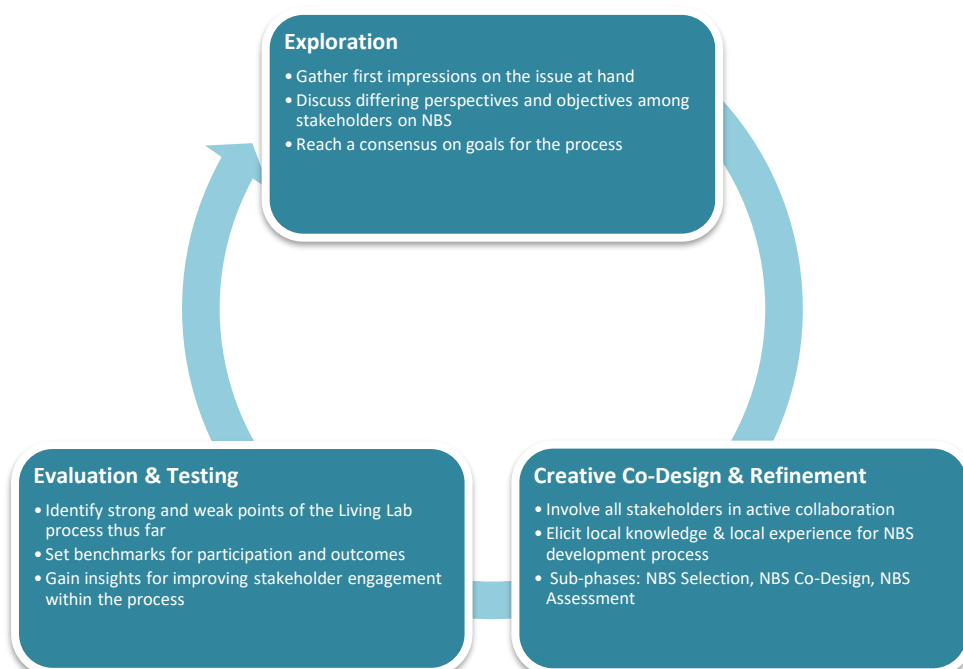 Exploration
• Gather first impressions on the issue at hand
• Discuss differing perspectives and objectives among
stakeholders on NBS
• Reach a consensus on goals for the process
Evaluation & Testing
• Identify strong and weak points of the Living Lab
process thus far
• Set benchmarks for participation and outcomes
• Gain insights for improving stakeholder engagement
within the process
Creative Co-Design & Refinement
• Involve all stakeholders in active collaboration
• Elicit local knowledge & local experience for NBS
development process
• Sub-phases: NBS Selection, NBS Co-Design, NBS
Assessment